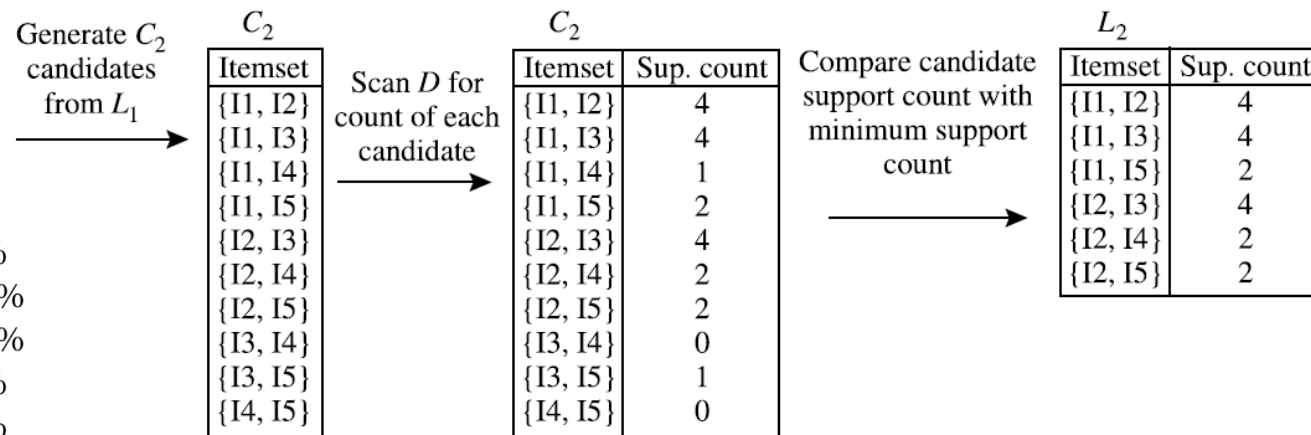 Generate C2
candidates
from L1
C2
Itemset
{I1, I2}
{I1, I3}
{I1, I4}
{I1, I5}
{I2, I3}
{I2, I4}
{I2, I5}
{I3, I4}
{I3, I5}
{I4, I5}
Scan D for
count of each
candidate
C2
Itemset Sup. count
{I1, I2} 4
{I1, I3} 4
{I1, I4} 1
{I1, I5} 2
{I2, I3} 4
{I2, I4} 2
{I2, I5} 2
{I3, I4} 0
{I3, I5} 1
{I4, I5} 0
Compare candidate
support count with
minimum support
count
L2
Itemset Sup. count
{I1, I2} 4
{I1, I3} 4
{I1, I5} 2
{I2, I3} 4
{I2, I4} 2
{I2, I5} 2
%
%